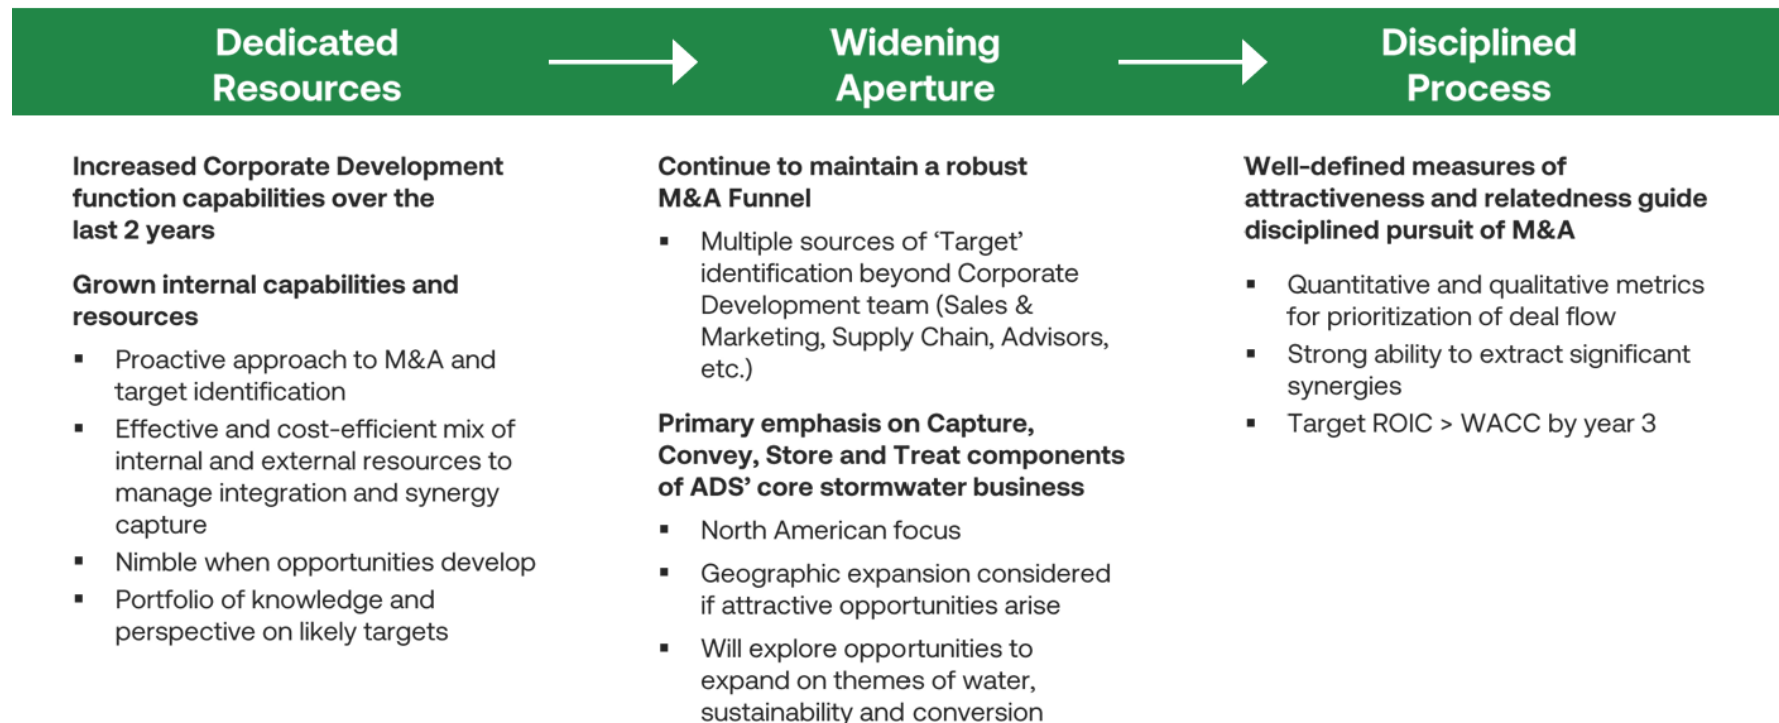 Dedicated
Resources
Widening
Aperture
Disciplined
Process
Increased Corporate Development
function capabilities over the
last 2 years
Grown internal capabilities and
resources
▪ Proactive approach to M&A and
target identification
▪ Effective and cost-efficient mix of
internal and external resources to
manage integration and synergy
capture
▪ Nimble when opportunities develop
▪ Portfolio of knowledge and
perspective on likely targets
Continue to maintain a robust
M&A Funnel
▪ Multiple sources of ‘Target’
identification beyond Corporate
Development team (Sales &
Marketing, Supply Chain, Advisors,
etc.)
Primary emphasis on Capture,
Convey, Store and Treat components
of ADS’ core stormwater business
▪ North American focus
▪ Geographic expansion considered
if attractive opportunities arise
▪ Will explore opportunities to
expand on themes of water,
sustainability and conversion
Well-defined measures of
attractiveness and relatedness guide
disciplined pursuit of M&A
▪ Quantitative and qualitative metrics
for prioritization of deal flow
▪ Strong ability to extract significant
synergies
▪ Target ROIC > WACC by year 3